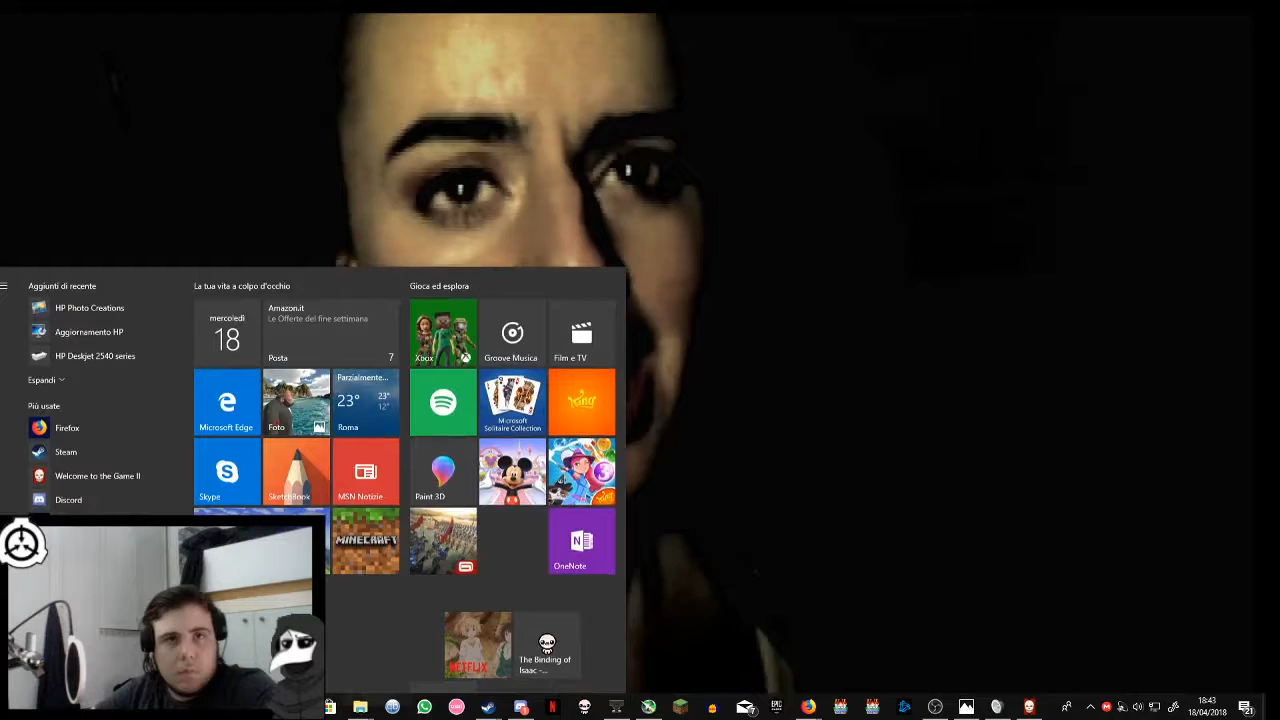 Aggiunti di recente
HP Photo Creations
Aggiornamento HP
HP Deskjet 2540 series
Espandi
Più usate
Firefox
Steam
Welcome to the Game II
Discord
La tua vita a colpo d'occhio
mercoledì
18
Amazon.it
Le Offerte del fine settimana
Posta
7
Microsoft Edge
Foto
Parzialmente...
23°
23°
12°
Roma
Skype
SketchBook
MSN Notizie
MINECRAFT
Gioca ed esplora
Xbox
Groove Musica
Film e TV
Microsoft
Solitaire Collection
King
Paint 3D
King
OneNote
NETFLIX
The Binding of
Isaac -...
18:43
18/04/2018